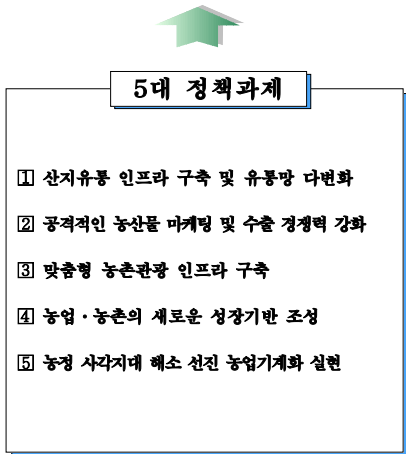 5대 정책과제
1 산지유통 인프라 구축 및 유통망 다변화
2 공격적인 농산물 마케팅 및 수출 경쟁력 강화
3 맞춤형 농촌관광 인프라 구축
4 농업·농촌의 새로운 성장기반 조성
5 농정 사각지대 해소 선진 농업기계화 실현